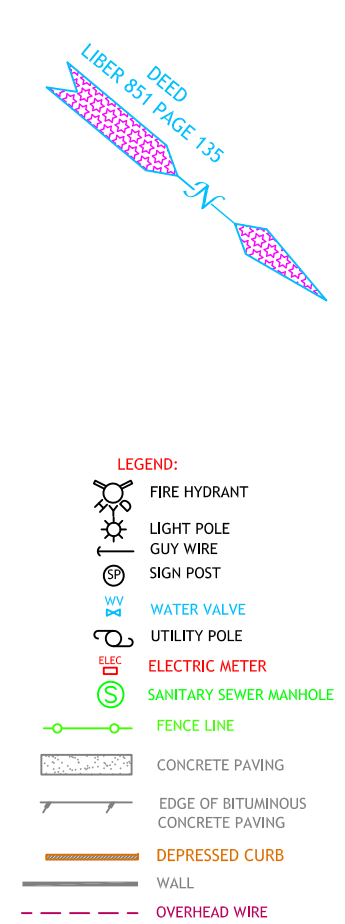 DEED
LIBER 851 PAGE 135
N
LEGEND:
HYD
FIRE HYDRANT
LIGHT POLE
GUY WIRE
SP
SIGN POST
WV
WATER VALVE
UTILITY POLE
ELEC
ELECTRIC METER
S
SANITARY SEWER MANHOLE
FENCE LINE
CONCRETE PAVING
EDGE OF BITUMINOUS
CONCRETE PAVING
DEPRESSED CURB
WALL
OVERHEAD WIRE